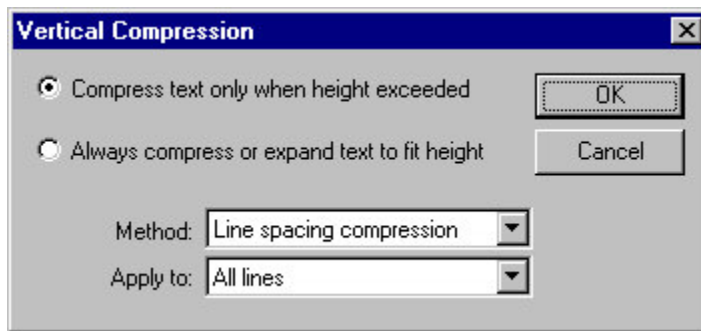 Vertical Compression
Compress text only when height exceeded
OK
Always compress or expand text to fit height
Cancel
Method: Line spacing compression
Apply to: All lines